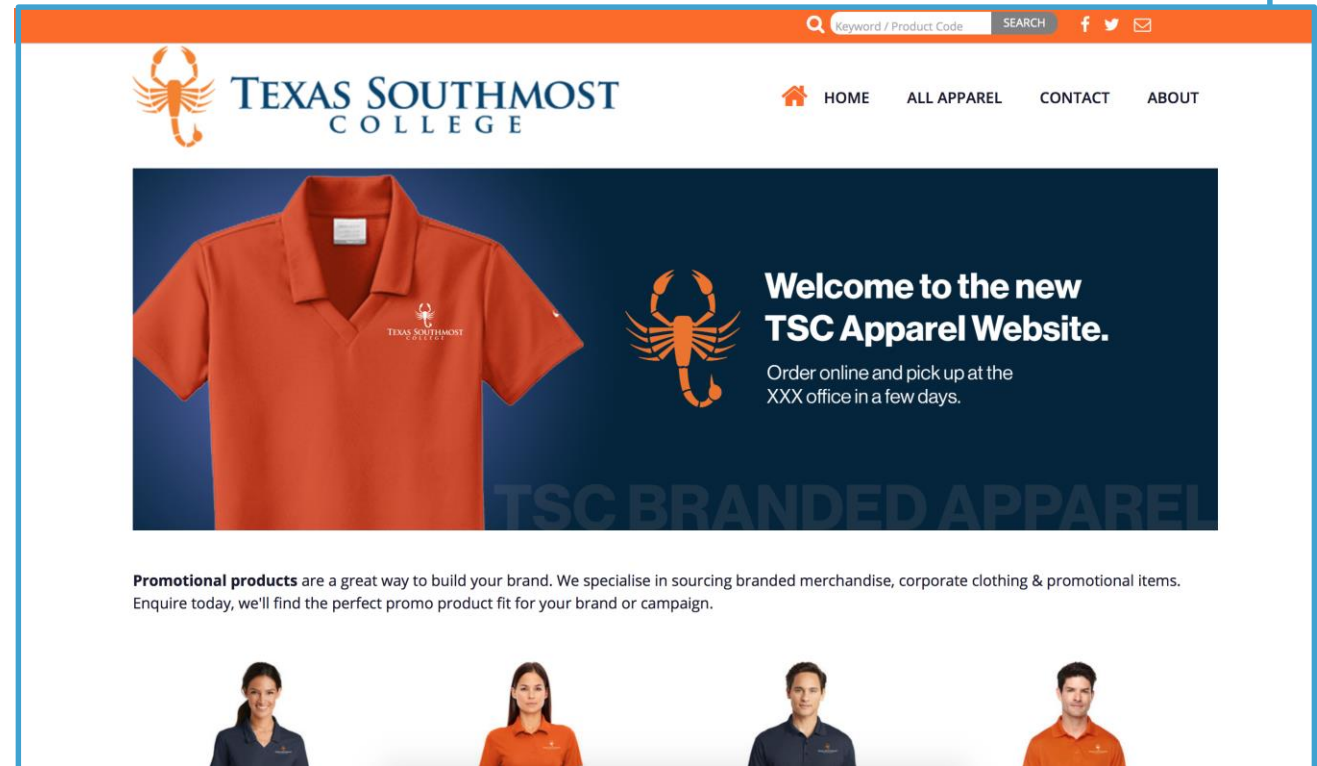 Keyword / Product Code
SEARCH
TEXAS SOUTHMOST
COLLEGE
HOME
ALL APPAREL
CONTACT
ABOUT
TEXAS SOUTHMOST
COLLEGE
Welcome to the new
TSC Apparel Website.
Order online and pick up at the
XXX office in a few days.
TSC BRANDED APPAREL
Promotional products are a great way to build your brand. We specialise in sourcing branded merchandise, corporate clothing & promotional items.
Enquire today, we'll find the perfect promo product fit for your brand or campaign.